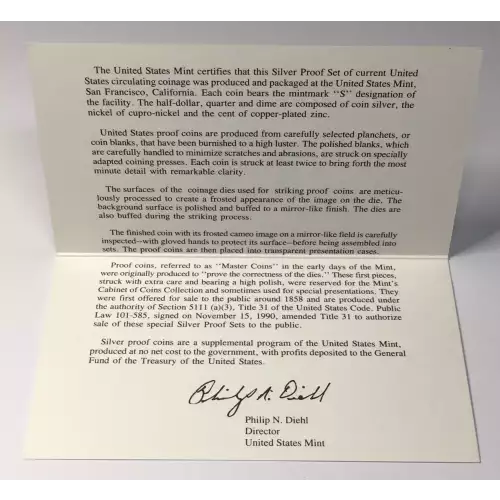 The United States Mint certifies that this Silver Proof Set of current United
States circulating coinage was produced and packaged at the United States Mint,
San Francisco, California. Each coin bears the mintmark "S" designation of
the facility. The half-dollar, quarter and dime are composed of coin silver, the
nickel of cupro-nickel and the cent of copper-plated zinc.
United States proof coins are produced from carefully selected planchets, or
coin blanks, that have been burnished to a high luster. The polished blanks, which
are carefully handled to minimize scratches and abrasions, are struck on specially
adapted coining presses. Each coin is struck at least twice to bring forth the most
minute detail with remarkable clarity.
The surfaces of the coinage dies used for striking proof coins are meticu-
lously processed to create a frosted appearance of the image on the die. The
background surface is polished and buffed to a mirror-like finish. The dies are
also buffed during the striking process.
The finished coin with its frosted cameo image on a mirror-like field is carefully
inspected—with gloved hands to protect its surface—before being assembled into
sets. The proof coins are then placed into transparent presentation cases.
Proof coins, referred to as "Master Coins" in the early days of the Mint,
were originally produced to "prove the correctness of the dies." These first pieces,
struck with extra care and bearing a high polish, were reserved for the Mint's
Cabinet of Coins Collection and sometimes used for special presentations. They
were first offered for sale to the public around 1858 and are produced under
the authority of Section 5111 (a)(3), Title 31 of the United States Code. Public
Law 101-585, signed on November 15, 1990, amended Title 31 to authorize
sale of these special Silver Proof Sets to the public.
Silver proof coins are a supplemental program of the United States Mint,
produced at no net cost to the government, with profits deposited to the General
Fund of the Treasury of the United States.
Philip N. Diehl
Philip N. Diehl
Director
United States Mint